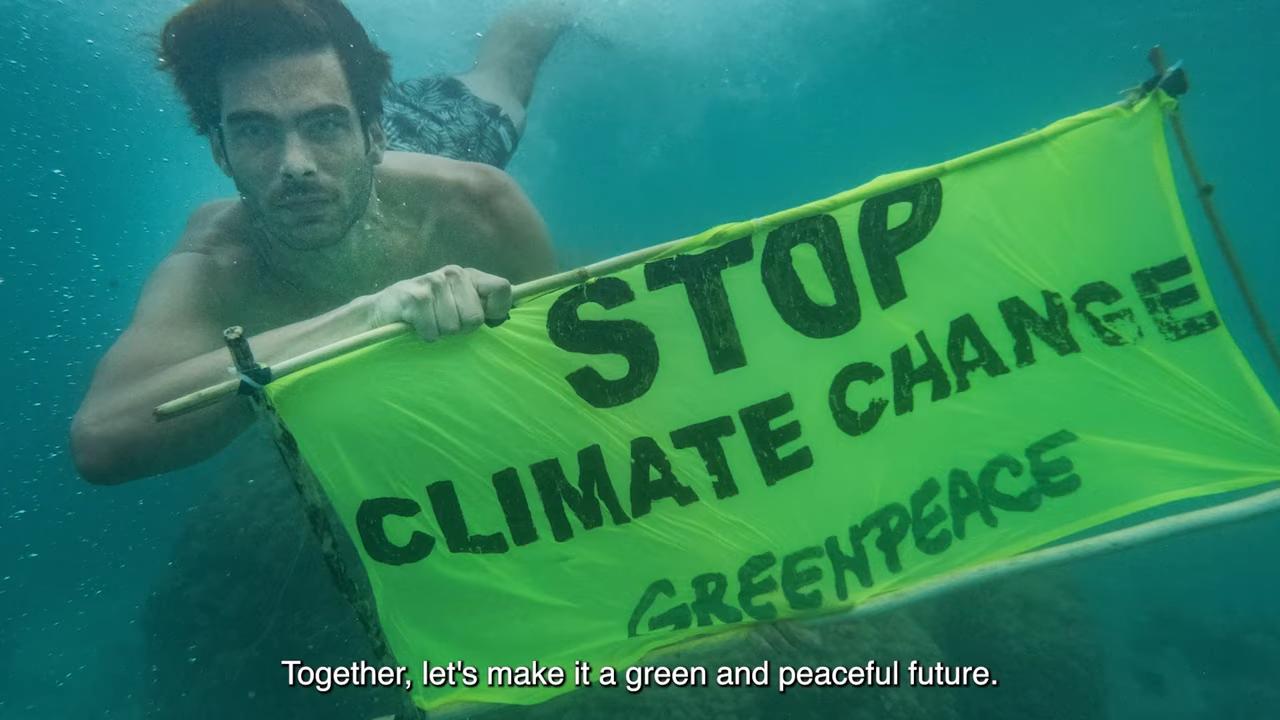 STOP
CLIMATE CHANGE
GREENPEACE
Together, let's make it a green and peaceful future.